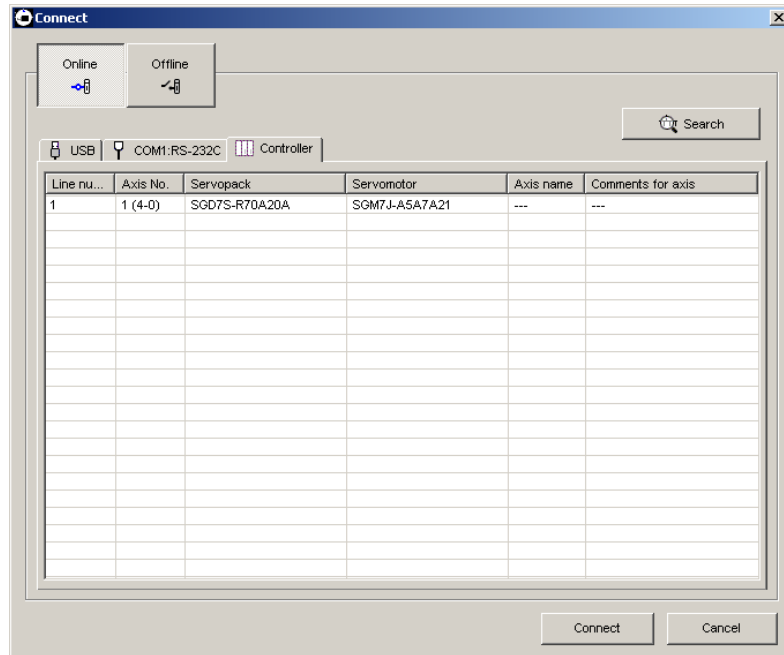 Connect
Online Offline
Search
USB COM1:RS-232C Controller
Line nu... Axis No. Servopack Servomotor Axis name Comments for axis
1 1 (4-0) SGD7S-R70A20A SGM7J-A5A7A21 --- ---
Connect Cancel